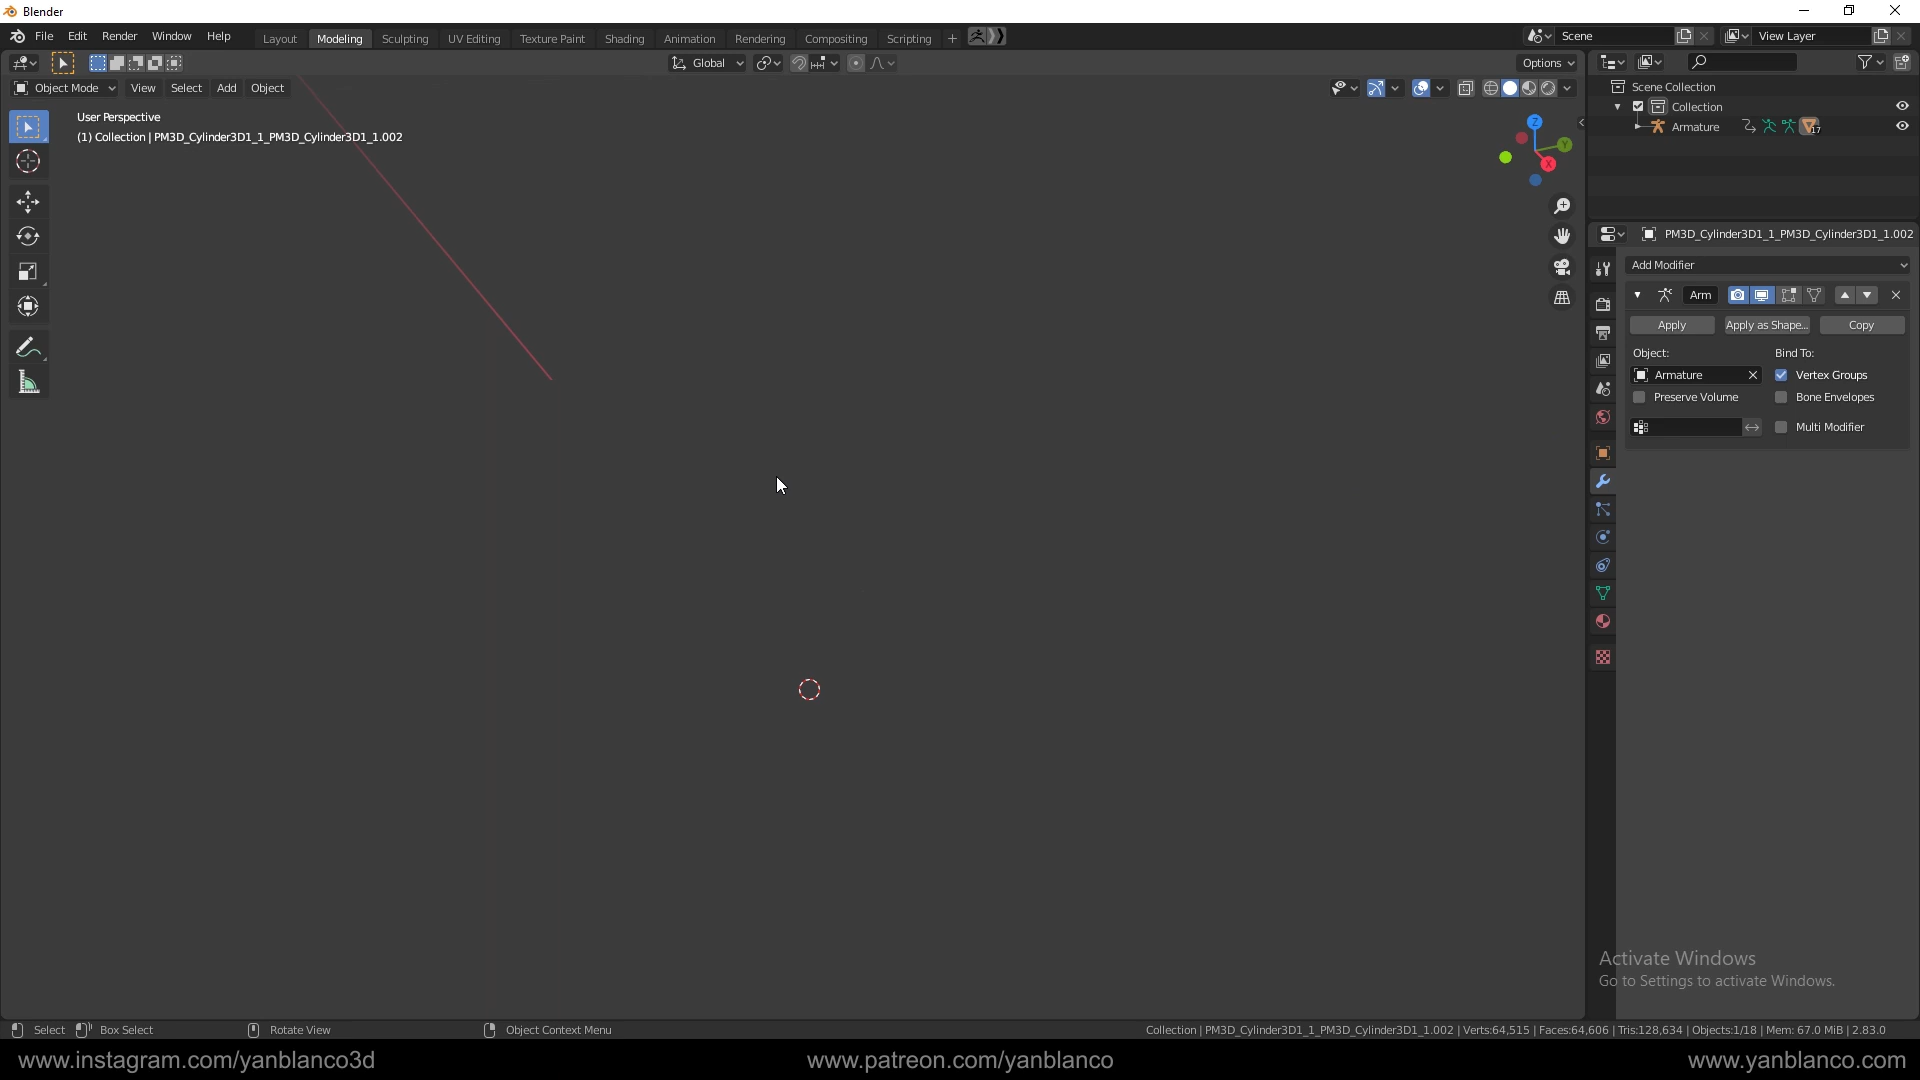 Blender
File Edit Render Window Help Layout Modeling Sculpting UV Editing Texture Paint Shading Animation Rendering Compositing Scripting + Scene View Layer
Global Options
Object Mode View Select Add Object
User Perspective
(1) Collection | PM3D_Cylinder3D1_1_PM3D_Cylinder3D1_1.002
Z
Y
X
Scene Collection
Collection
Armature 17
PM3D_Cylinder3D1_1_PM3D_Cylinder3D1_1.002
Add Modifier
Arm
Apply Apply as Shape... Copy
Object: Bind To:
Armature Vertex Groups
Preserve Volume Bone Envelopes
Multi Modifier
Activate Windows
Go to Settings to activate Windows.
Select Box Select Rotate View Object Context Menu Collection | PM3D_Cylinder3D1_1_PM3D_Cylinder3D1_1.002 | Verts:64,515 | Faces:64,606 | Tris:128,634 | Objects:1/18 | Mem: 67.0 MiB | 2.83.0
www.instagram.com/yanblanco3d www.patreon.com/yanblanco www.yanblanco.com